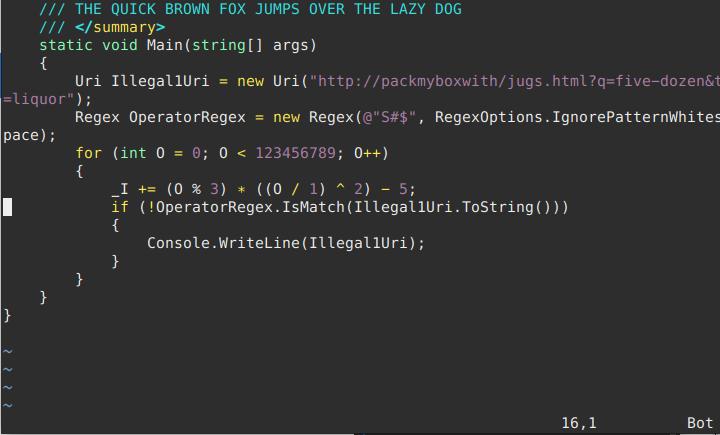 /// THE QUICK BROWN FOX JUMPS OVER THE LAZY DOG
/// </summary>
static void Main(string[] args)
{
Uri Illegal1Uri = new Uri("http://packmyboxwith/jugs.html?q=five-dozen&t
=liquor");
Regex OperatorRegex = new Regex(@"S#$", RegexOptions.IgnorePatternWhites
pace);
for (int O = 0; O < 123456789; O++)
{
_I += (O % 3) * ((O / 1) ^ 2) - 5;
if (!OperatorRegex.IsMatch(Illegal1Uri.ToString()))
{
Console.WriteLine(Illegal1Uri);
}
}
}
}
~
~
~
~
16,1 Bot